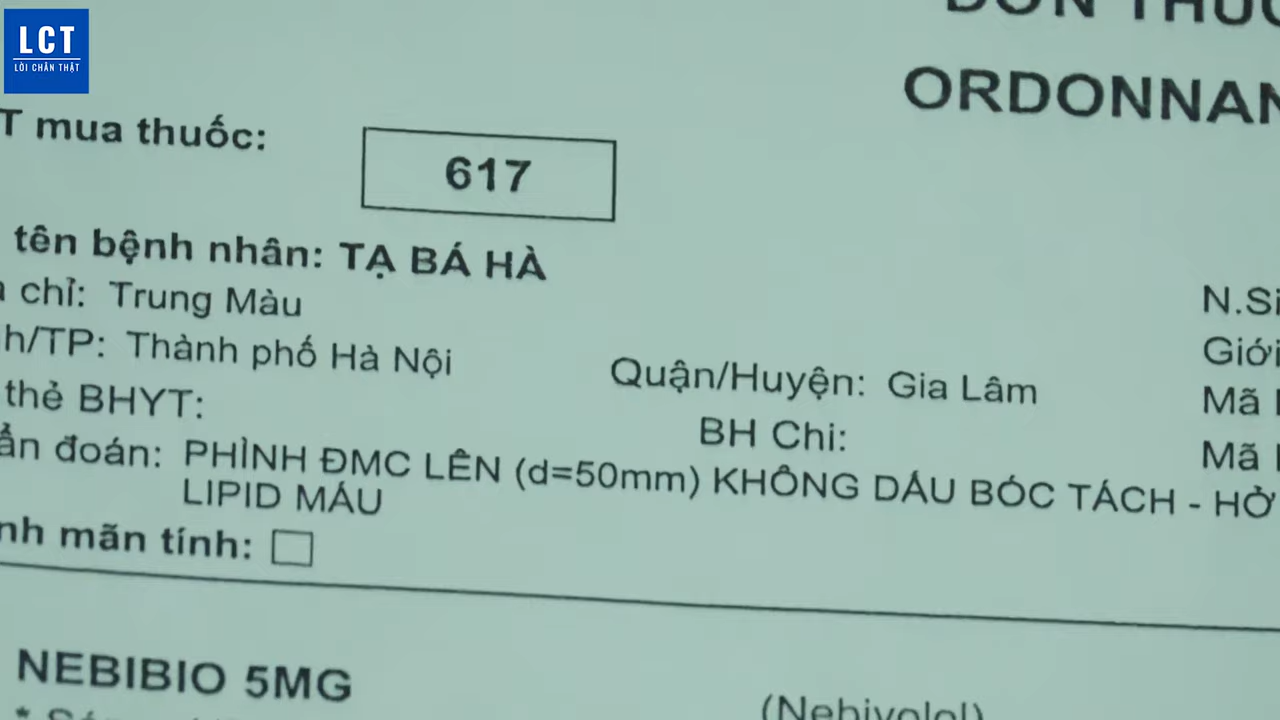 LCT
LỜI CHÂN THẬT
ĐƠN THUỐC
ORDONNAN
T mua thuốc:
617
tên bệnh nhân: TẠ BÁ HÀ
chỉ: Trung Màu
N.Si
h/TP: Thành phố Hà Nội
Quận/Huyện: Gia Lâm
Giới
thẻ BHYT:
BH Chi:
Mã
ẩn đoán: PHÌNH ĐMC LÊN (d=50mm) KHÔNG DẤU BÓC TÁCH - HỞ
LIPID MÁU
Mã
nh mãn tính:
NEBIBIO 5MG
(Nebivolol)